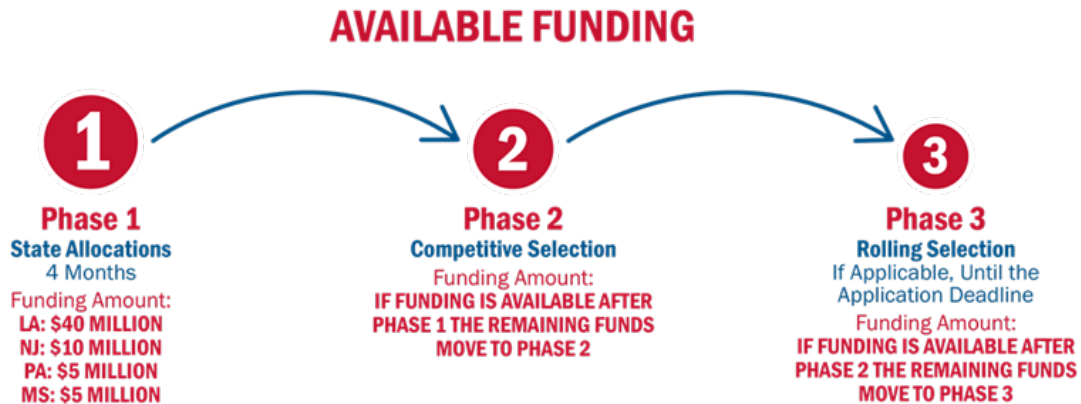 AVAILABLE FUNDING
1
Phase 1
State Allocations
4 Months
Funding Amount:
LA: $40 MILLION
NJ: $10 MILLION
PA: $5 MILLION
MS: $5 MILLION
2
Phase 2
Competitive Selection
Funding Amount:
IF FUNDING IS AVAILABLE AFTER
PHASE 1 THE REMAINING FUNDS
MOVE TO PHASE 2
3
Phase 3
Rolling Selection
If Applicable, Until the
Application Deadline
Funding Amount:
IF FUNDING IS AVAILABLE AFTER
PHASE 2 THE REMAINING FUNDS
MOVE TO PHASE 3